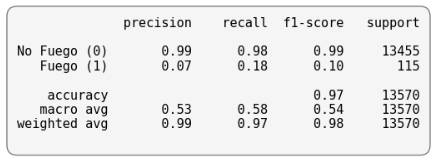 precision recall f1-score support
No Fuego (0) 0.99 0.98 0.99 13455
Fuego (1) 0.07 0.18 0.10 115
accuracy 0.97 13570
macro avg 0.53 0.58 0.54 13570
weighted avg 0.99 0.97 0.98 13570